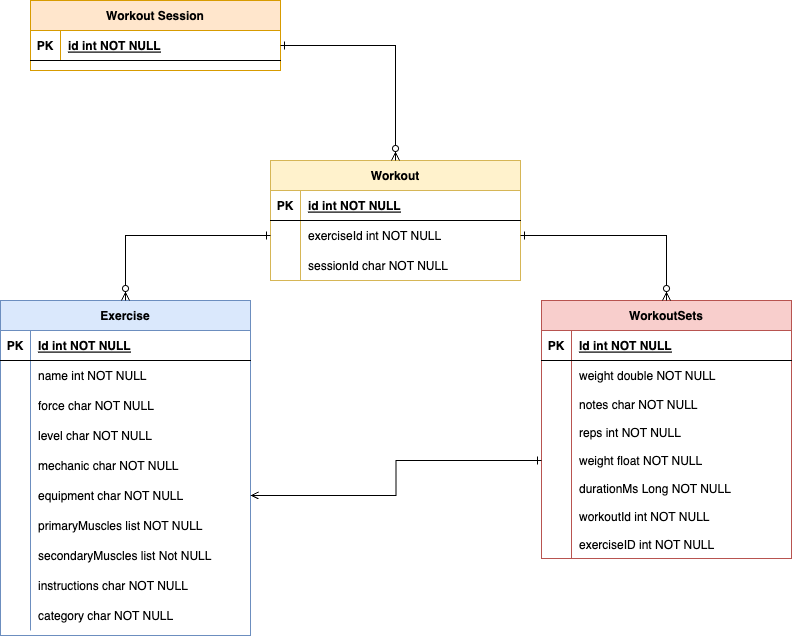 Workout Session
PK id int NOT NULL
Workout
PK id int NOT NULL
exerciseId int NOT NULL
sessionId char NOT NULL
Exercise
PK Id int NOT NULL
name int NOT NULL
force char NOT NULL
level char NOT NULL
mechanic char NOT NULL
equipment char NOT NULL
primaryMuscles list NOT NULL
secondaryMuscles list Not NULL
instructions char NOT NULL
category char NOT NULL
WorkoutSets
PK Id int NOT NULL
weight double NOT NULL
notes char NOT NULL
reps int NOT NULL
weight float NOT NULL
durationMs Long NOT NULL
workoutId int NOT NULL
exerciseID int NOT NULL